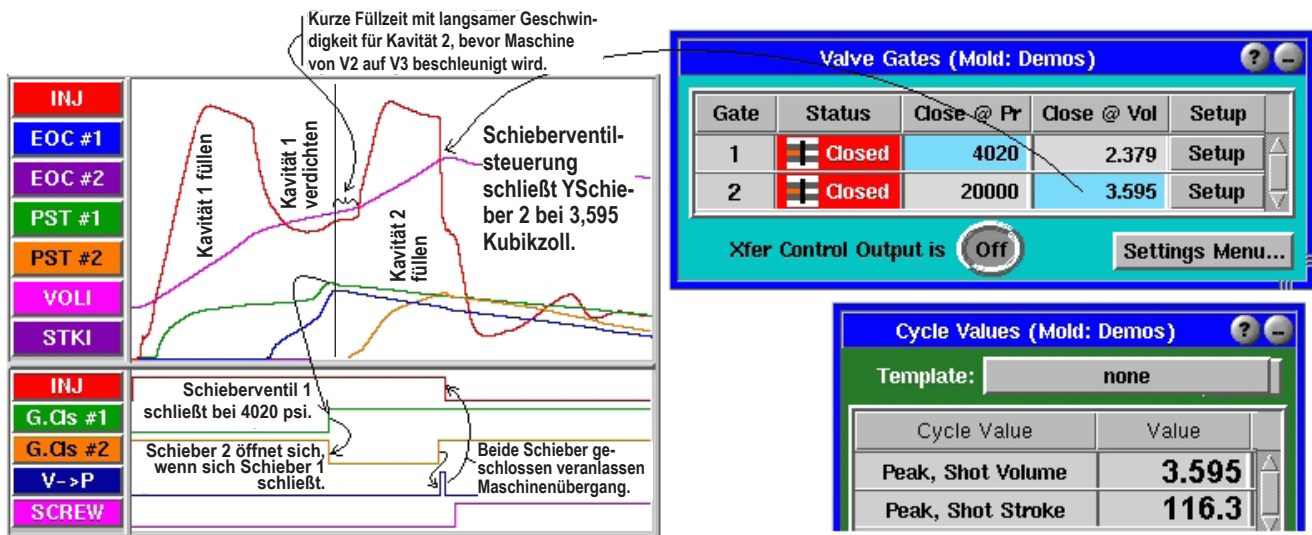 Kurze Füllzeit mit langsamer Geschwin-
digkeit für Kavität 2, bevor Maschine
von V2 auf V3 beschleunigt wird.
INJ
EOC #1
EOC #2
PST #1
PST #2
VOLI
STKI
Kavität 1 füllen
Kavität 1
verdichten
Kavität 2
füllen
Schieberventil-
steuerung
schließt YSchie-
ber 2 bei 3,595
Kubikzoll.
INJ
G.Cls #1
G.Cls #2
V->P
SCREW
Schieberventil 1
schließt bei 4020 psi.
Schieber 2 öffnet sich,
wenn sich Schieber 1
schließt.
Beide Schieber ge-
schlossen veranlassen
Maschinenübergang.
Valve Gates (Mold: Demos)
? –
Gate Status Close @ Pr Close @ Vol Setup
1 Closed 4020 2.379 Setup
2 Closed 20000 3.595 Setup
Xfer Control Output is Off Settings Menu...
Cycle Values (Mold: Demos)
? –
Template: none
Cycle Value Value
Peak, Shot Volume 3.595
Peak, Shot Stroke 116.3